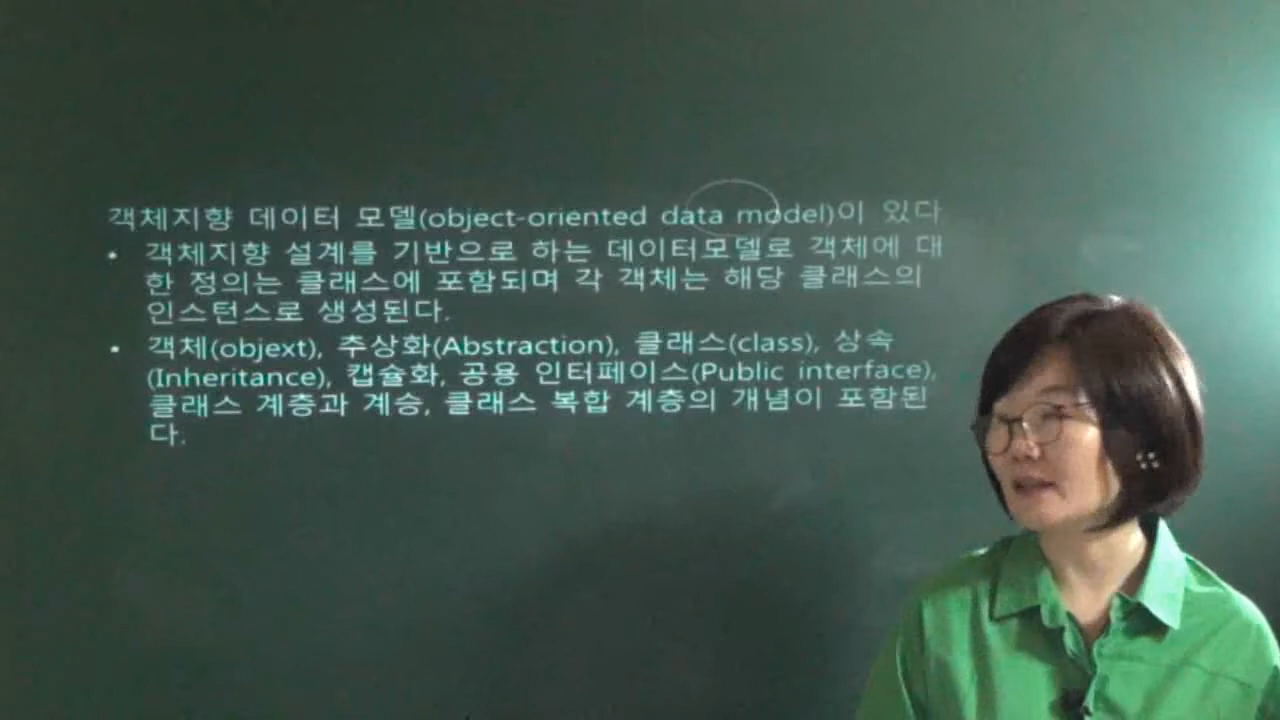 객체지향 데이터 모델(object-oriented data model)이 있다
• 객체지향 설계를 기반으로 하는 데이터모델로 객체에 대
한 정의는 클래스에 포함되며 각 객체는 해당 클래스의
인스턴스로 생성된다.
• 객체(objext), 추상화(Abstraction), 클래스(class), 상속
(Inheritance), 캡슐화, 공용 인터페이스(Public interface),
클래스 계층과 계승, 클래스 복합 계층의 개념이 포함된
다.